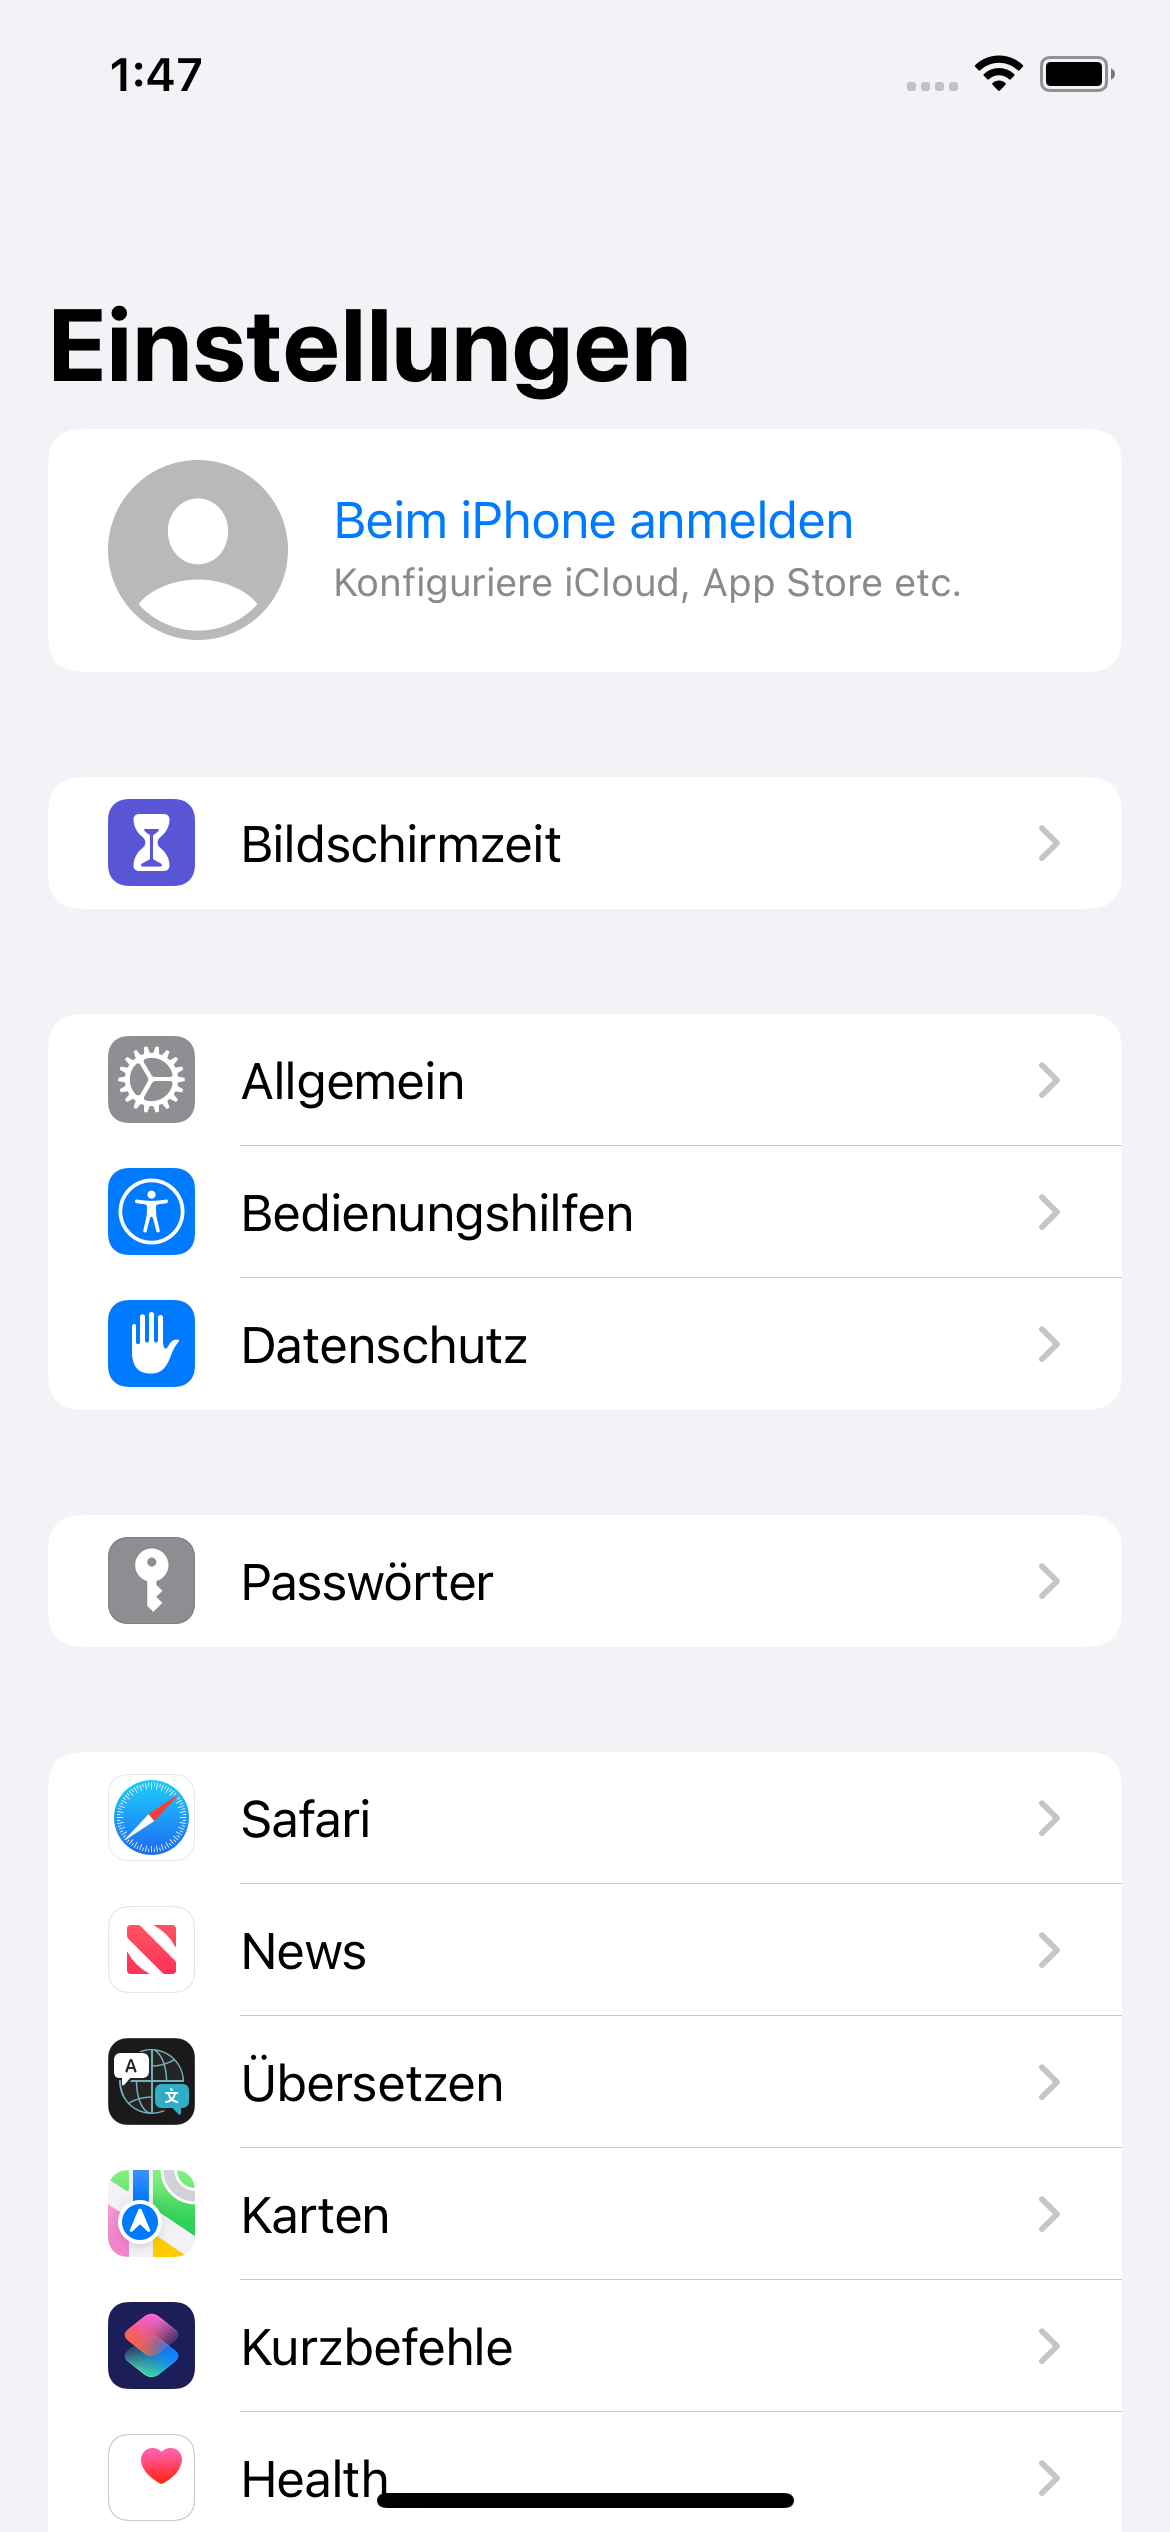 1:47
Einstellungen
Beim iPhone anmelden
Konfiguriere iCloud, App Store etc.
Bildschirmzeit
Allgemein
Bedienungshilfen
Datenschutz
Passwörter
Safari
News
A
文
Übersetzen
Karten
Kurzbefehle
Health